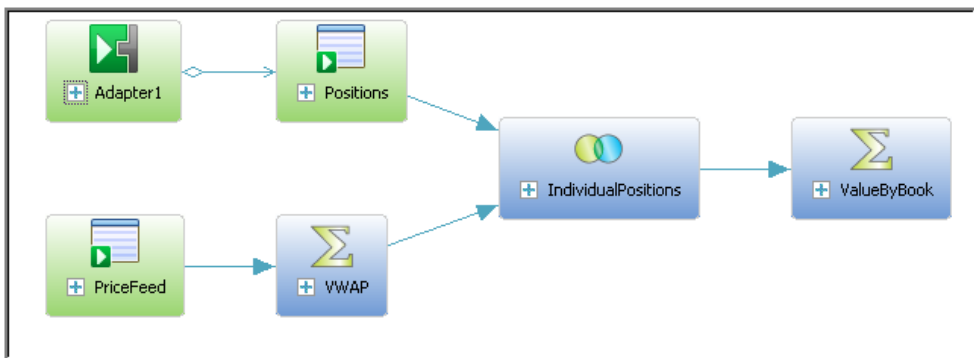 Adapter1
Positions
IndividualPositions
ValueByBook
PriceFeed
VWAP